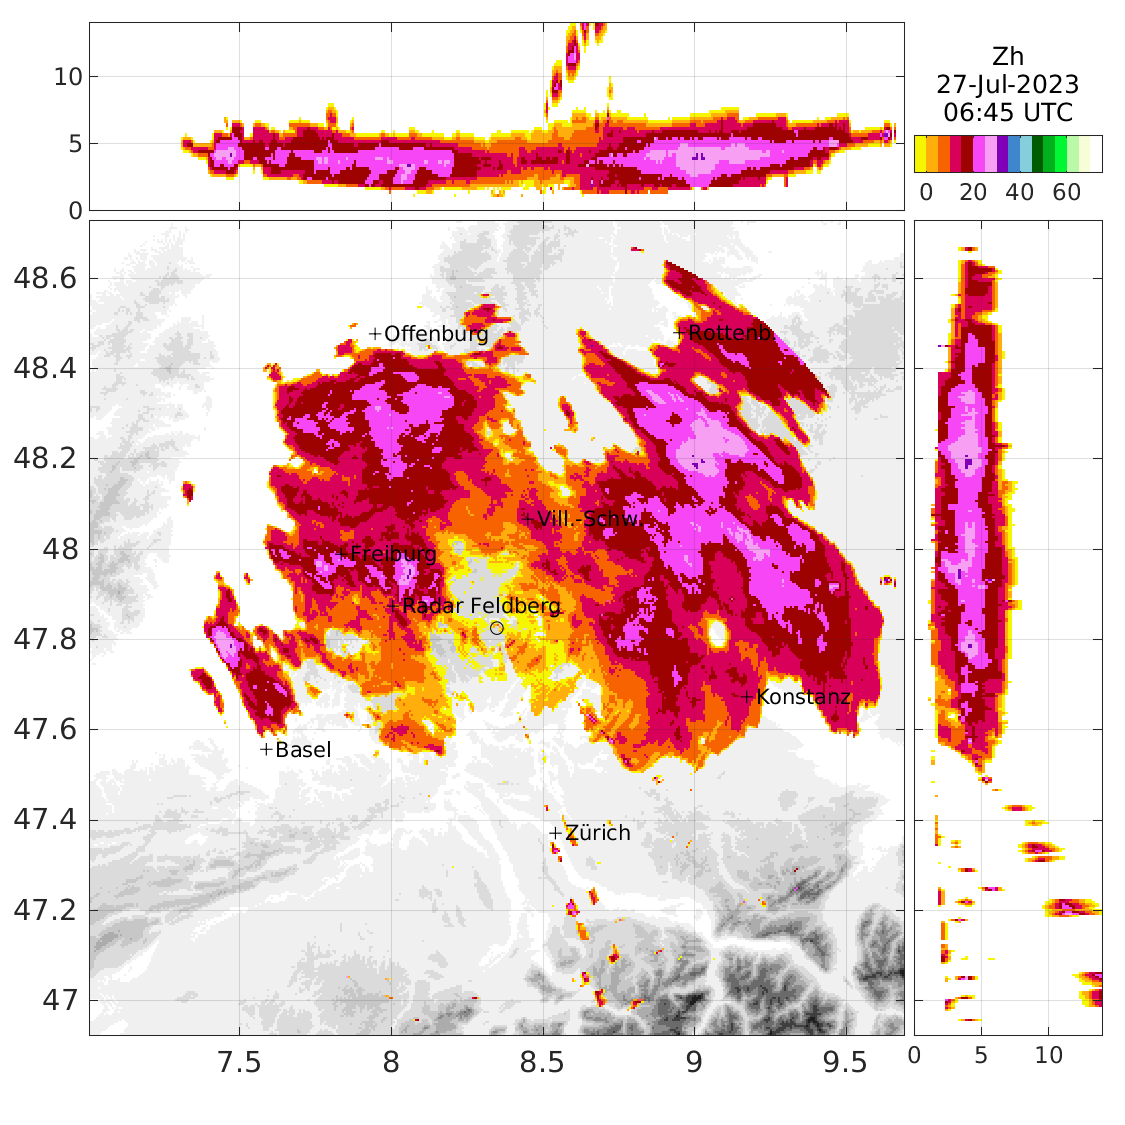 10
5
0
Zh
27-Jul-2023
06:45 UTC
0 20 40 60
48.6
48.4
48.2
48
47.8
47.6
47.4
47.2
47
Offenburg
Rottenb.
Vill.-Schw.
Freiburg
Radar Feldberg
Konstanz
Basel
Zürich
7.5 8 8.5 9 9.5
0 5 10